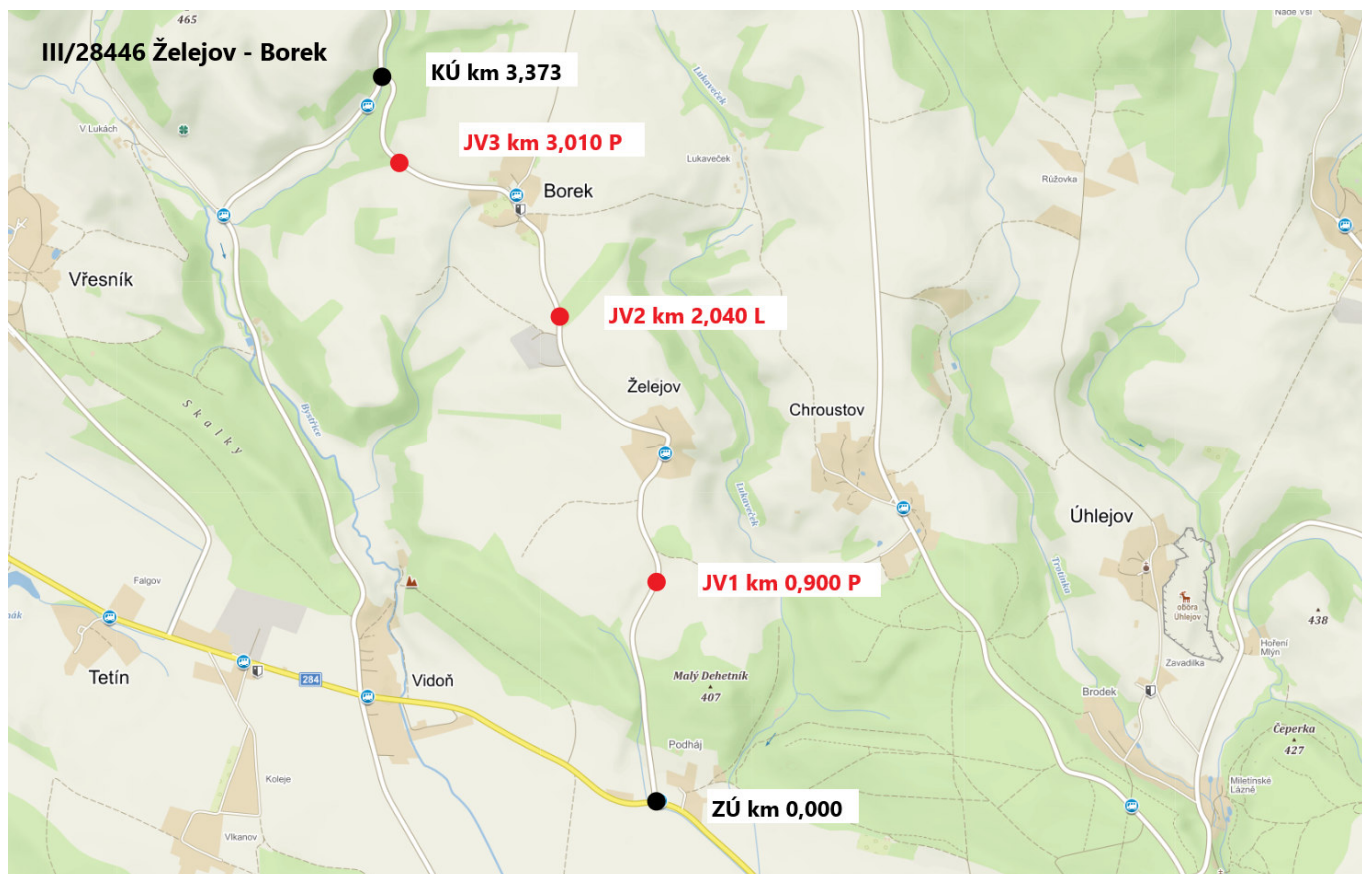 465
Nade Vsí
III/28446 Želejov - Borek
KÚ km 3,373
Lukaveček
V Lukách
JV3 km 3,010 P
Lukaveček
Růžovka
Borek
Vřesník
JV2 km 2,040 L
Želejov
Skalky
Bystřice
Chroustov
Lukaveček
Úhlejov
Trotinka
JV1 km 0,900 P
Falgov
obora
Úhlejov
438
Hoření
Mlýn
Tetín
284
Vidoň
Malý Dehetník
407
Zavadilka
Brodek
Podháj
Čeperka
427
Koleje
Miletínské
Lázně
ZÚ km 0,000
Vlkanov